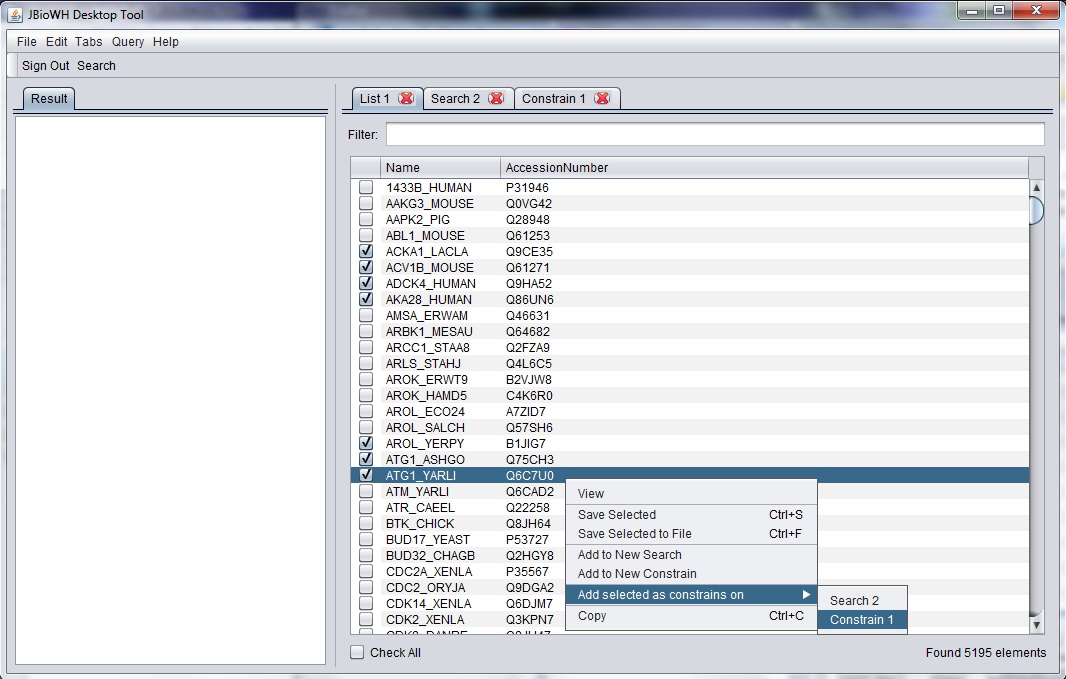 JBioWH Desktop Tool
File Edit Tabs Query Help
Sign Out Search
Result
List 1 Search 2 Constrain 1
Filter:
Name AccessionNumber
1433B_HUMAN P31946
AAKG3_MOUSE Q0VG42
AAPK2_PIG Q28948
ABL1_MOUSE Q61253
ACKA1_LACLA Q9CE35
ACV1B_MOUSE Q61271
ADCK4_HUMAN Q9HA52
AKA28_HUMAN Q86UN6
AMSA_ERWAM Q46631
ARBK1_MESAU Q64682
ARCC1_STAA8 Q2FZA9
ARLS_STAHJ Q4L6C5
AROK_ERWT9 B2VJW8
AROK_HAMD5 C4K6R0
AROL_ECO24 A7ZID7
AROL_SALCH Q57SH6
AROL_YERPY B1JIG7
ATG1_ASHGO Q75CH3
ATG1_YARLI Q6C7U0
ATM_YARLI Q6CAD2
ATR_CAEEL Q22258
BTK_CHICK Q8JH64
BUD17_YEAST P53727
BUD32_CHAGB Q2HGY8
CDC2A_XENLA P35567
CDC2_ORYJA Q9DGA2
CDK14_XENLA Q6DJM7
CDK2_XENLA Q3KPN7
View
Save Selected Ctrl+S
Save Selected to File Ctrl+F
Add to New Search
Add to New Constrain
Add selected as constrains on
Copy Ctrl+C
Search 2
Constrain 1
Check All Found 5195 elements